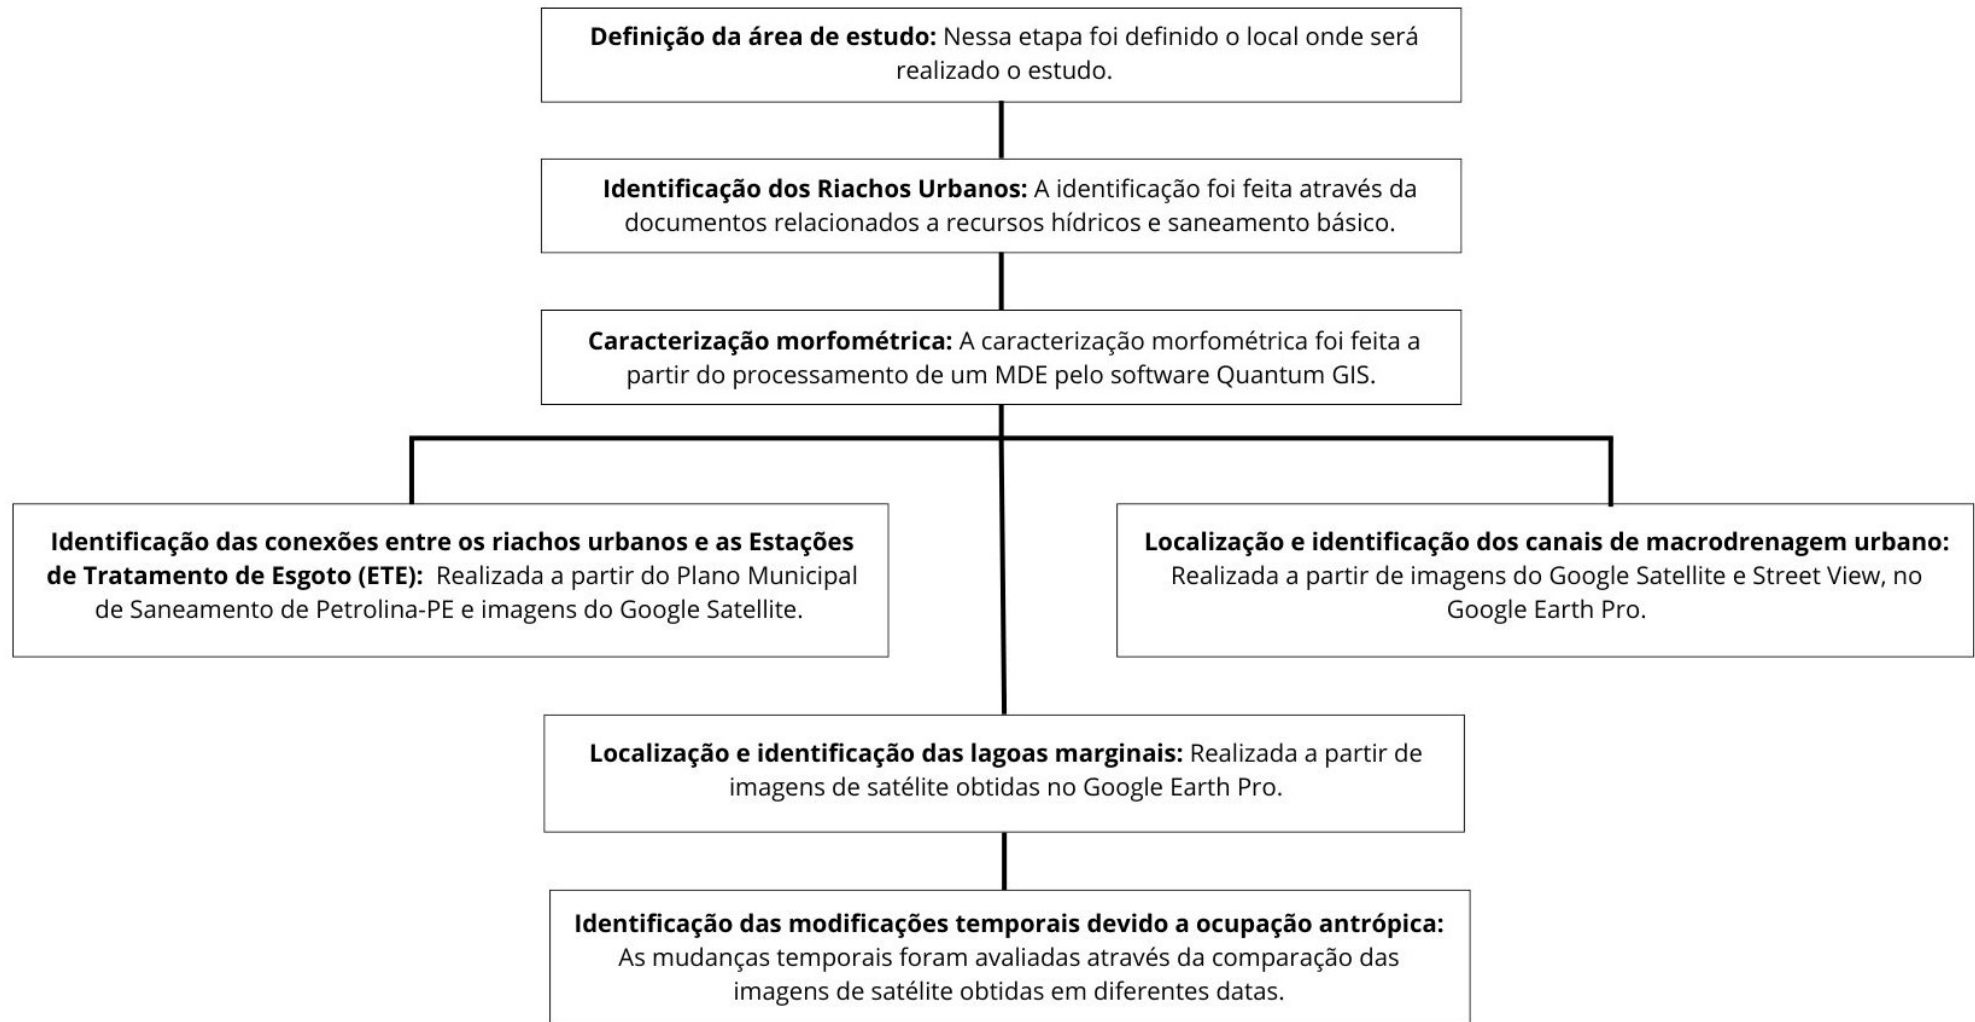 Definição da área de estudo: Nessa etapa foi definido o local onde será
realizado o estudo.
Identificação dos Riachos Urbanos: A identificação foi feita através da
documentos relacionados a recursos hídricos e saneamento básico.
Caracterização morfométrica: A caracterização morfométrica foi feita a
partir do processamento de um MDE pelo software Quantum GIS.
Identificação das conexões entre os riachos urbanos e as Estações
de Tratamento de Esgoto (ETE): Realizada a partir do Plano Municipal
de Saneamento de Petrolina-PE e imagens do Google Satellite.
Localização e identificação dos canais de macrodrenagem urbano:
Realizada a partir de imagens do Google Satellite e Street View, no
Google Earth Pro.
Localização e identificação das lagoas marginais: Realizada a partir de
imagens de satélite obtidas no Google Earth Pro.
Identificação das modificações temporais devido a ocupação antrópica:
As mudanças temporais foram avaliadas através da comparação das
imagens de satélite obtidas em diferentes datas.